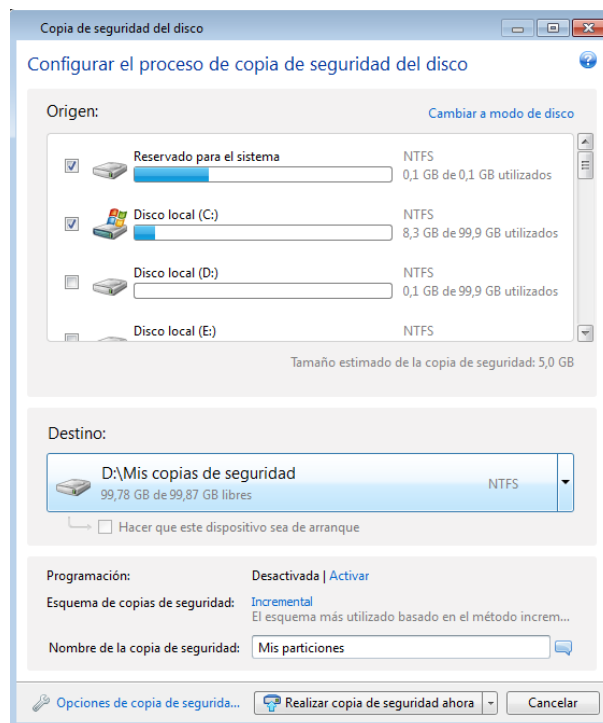 Copia de seguridad del disco
Configurar el proceso de copia de seguridad del disco
Origen:
Cambiar a modo de disco
Reservado para el sistema
NTFS
0,1 GB de 0,1 GB utilizados
Disco local (C:)
NTFS
8,3 GB de 99,9 GB utilizados
Disco local (D:)
NTFS
0,1 GB de 99,9 GB utilizados
Disco local (E:)
NTFS
Tamaño estimado de la copia de seguridad: 5,0 GB
Destino:
D:\Mis copias de seguridad
99,78 GB de 99,87 GB libres
NTFS
Hacer que este dispositivo sea de arranque
Programación:
Desactivada | Activar
Esquema de copias de seguridad:
Incremental
El esquema más utilizado basado en el método increm...
Nombre de la copia de seguridad:
Mis particiones
Opciones de copia de segurida...
Realizar copia de seguridad ahora
Cancelar